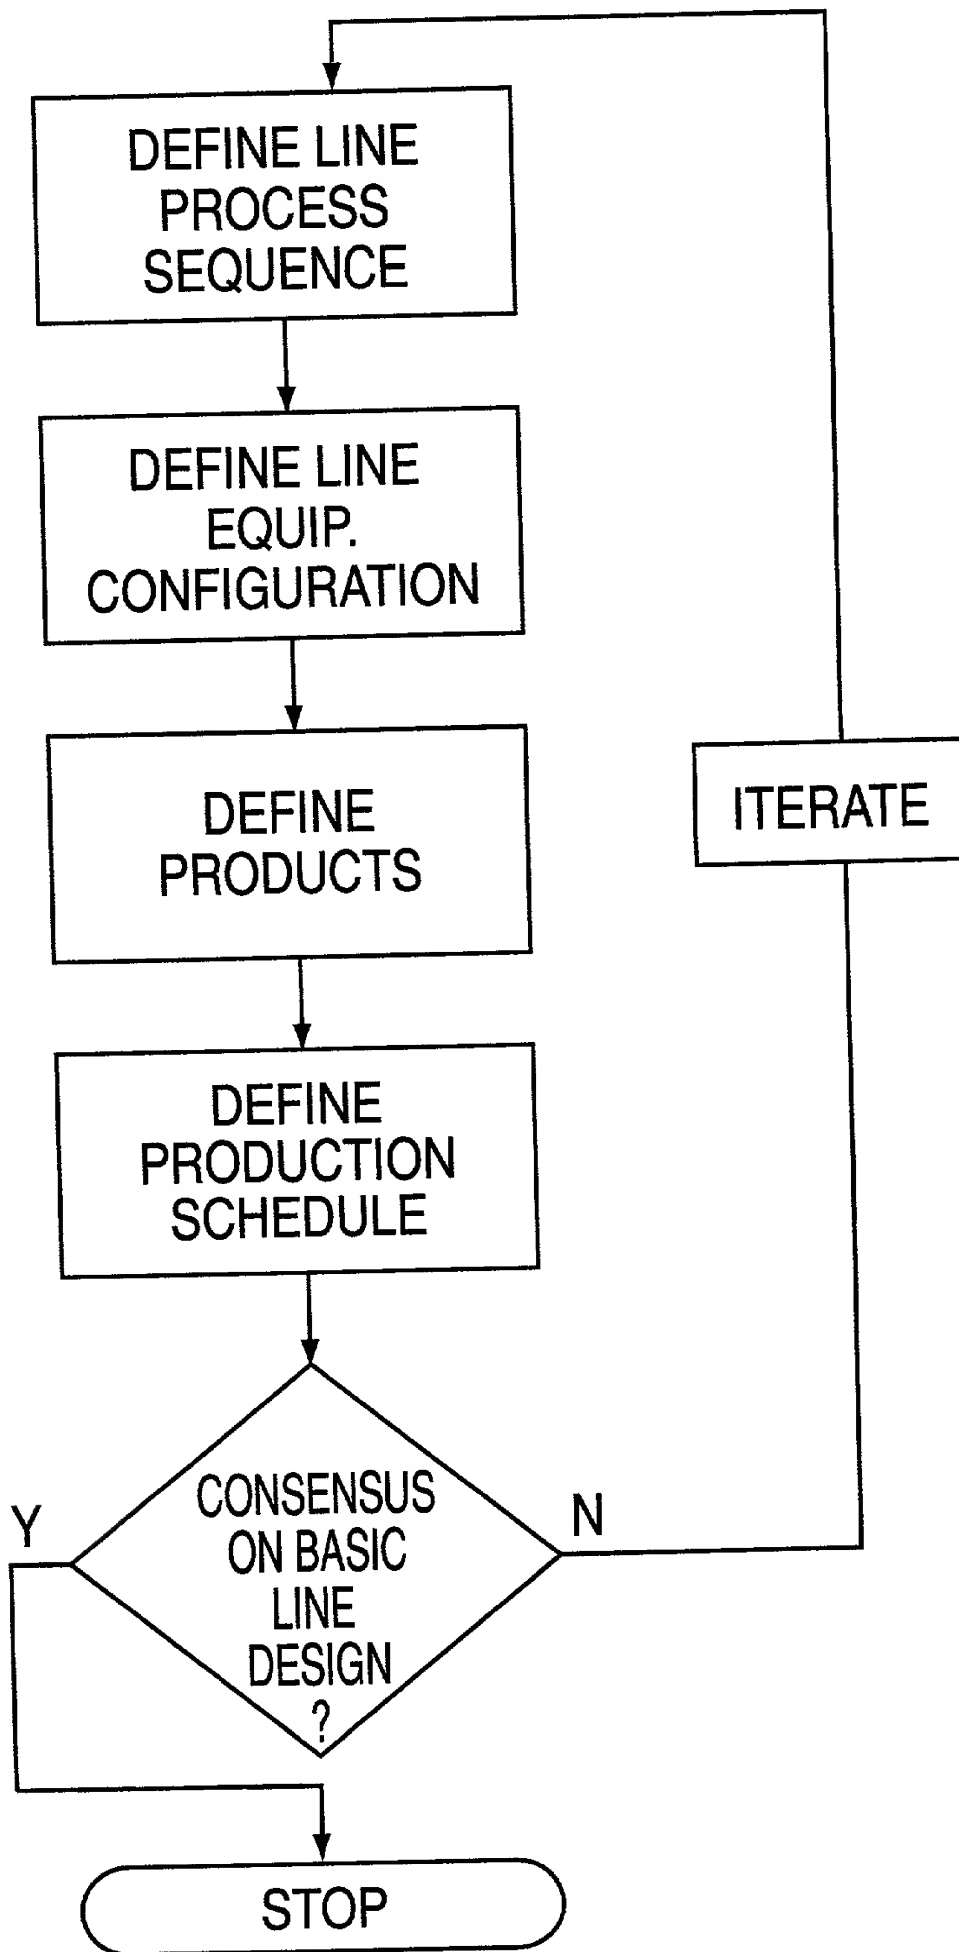 DEFINE LINE
PROCESS
SEQUENCE
DEFINE LINE
EQUIP.
CONFIGURATION
DEFINE
PRODUCTS
ITERATE
DEFINE
PRODUCTION
SCHEDULE
CONSENSUS
ON BASIC
LINE
DESIGN
?
Y
N
STOP